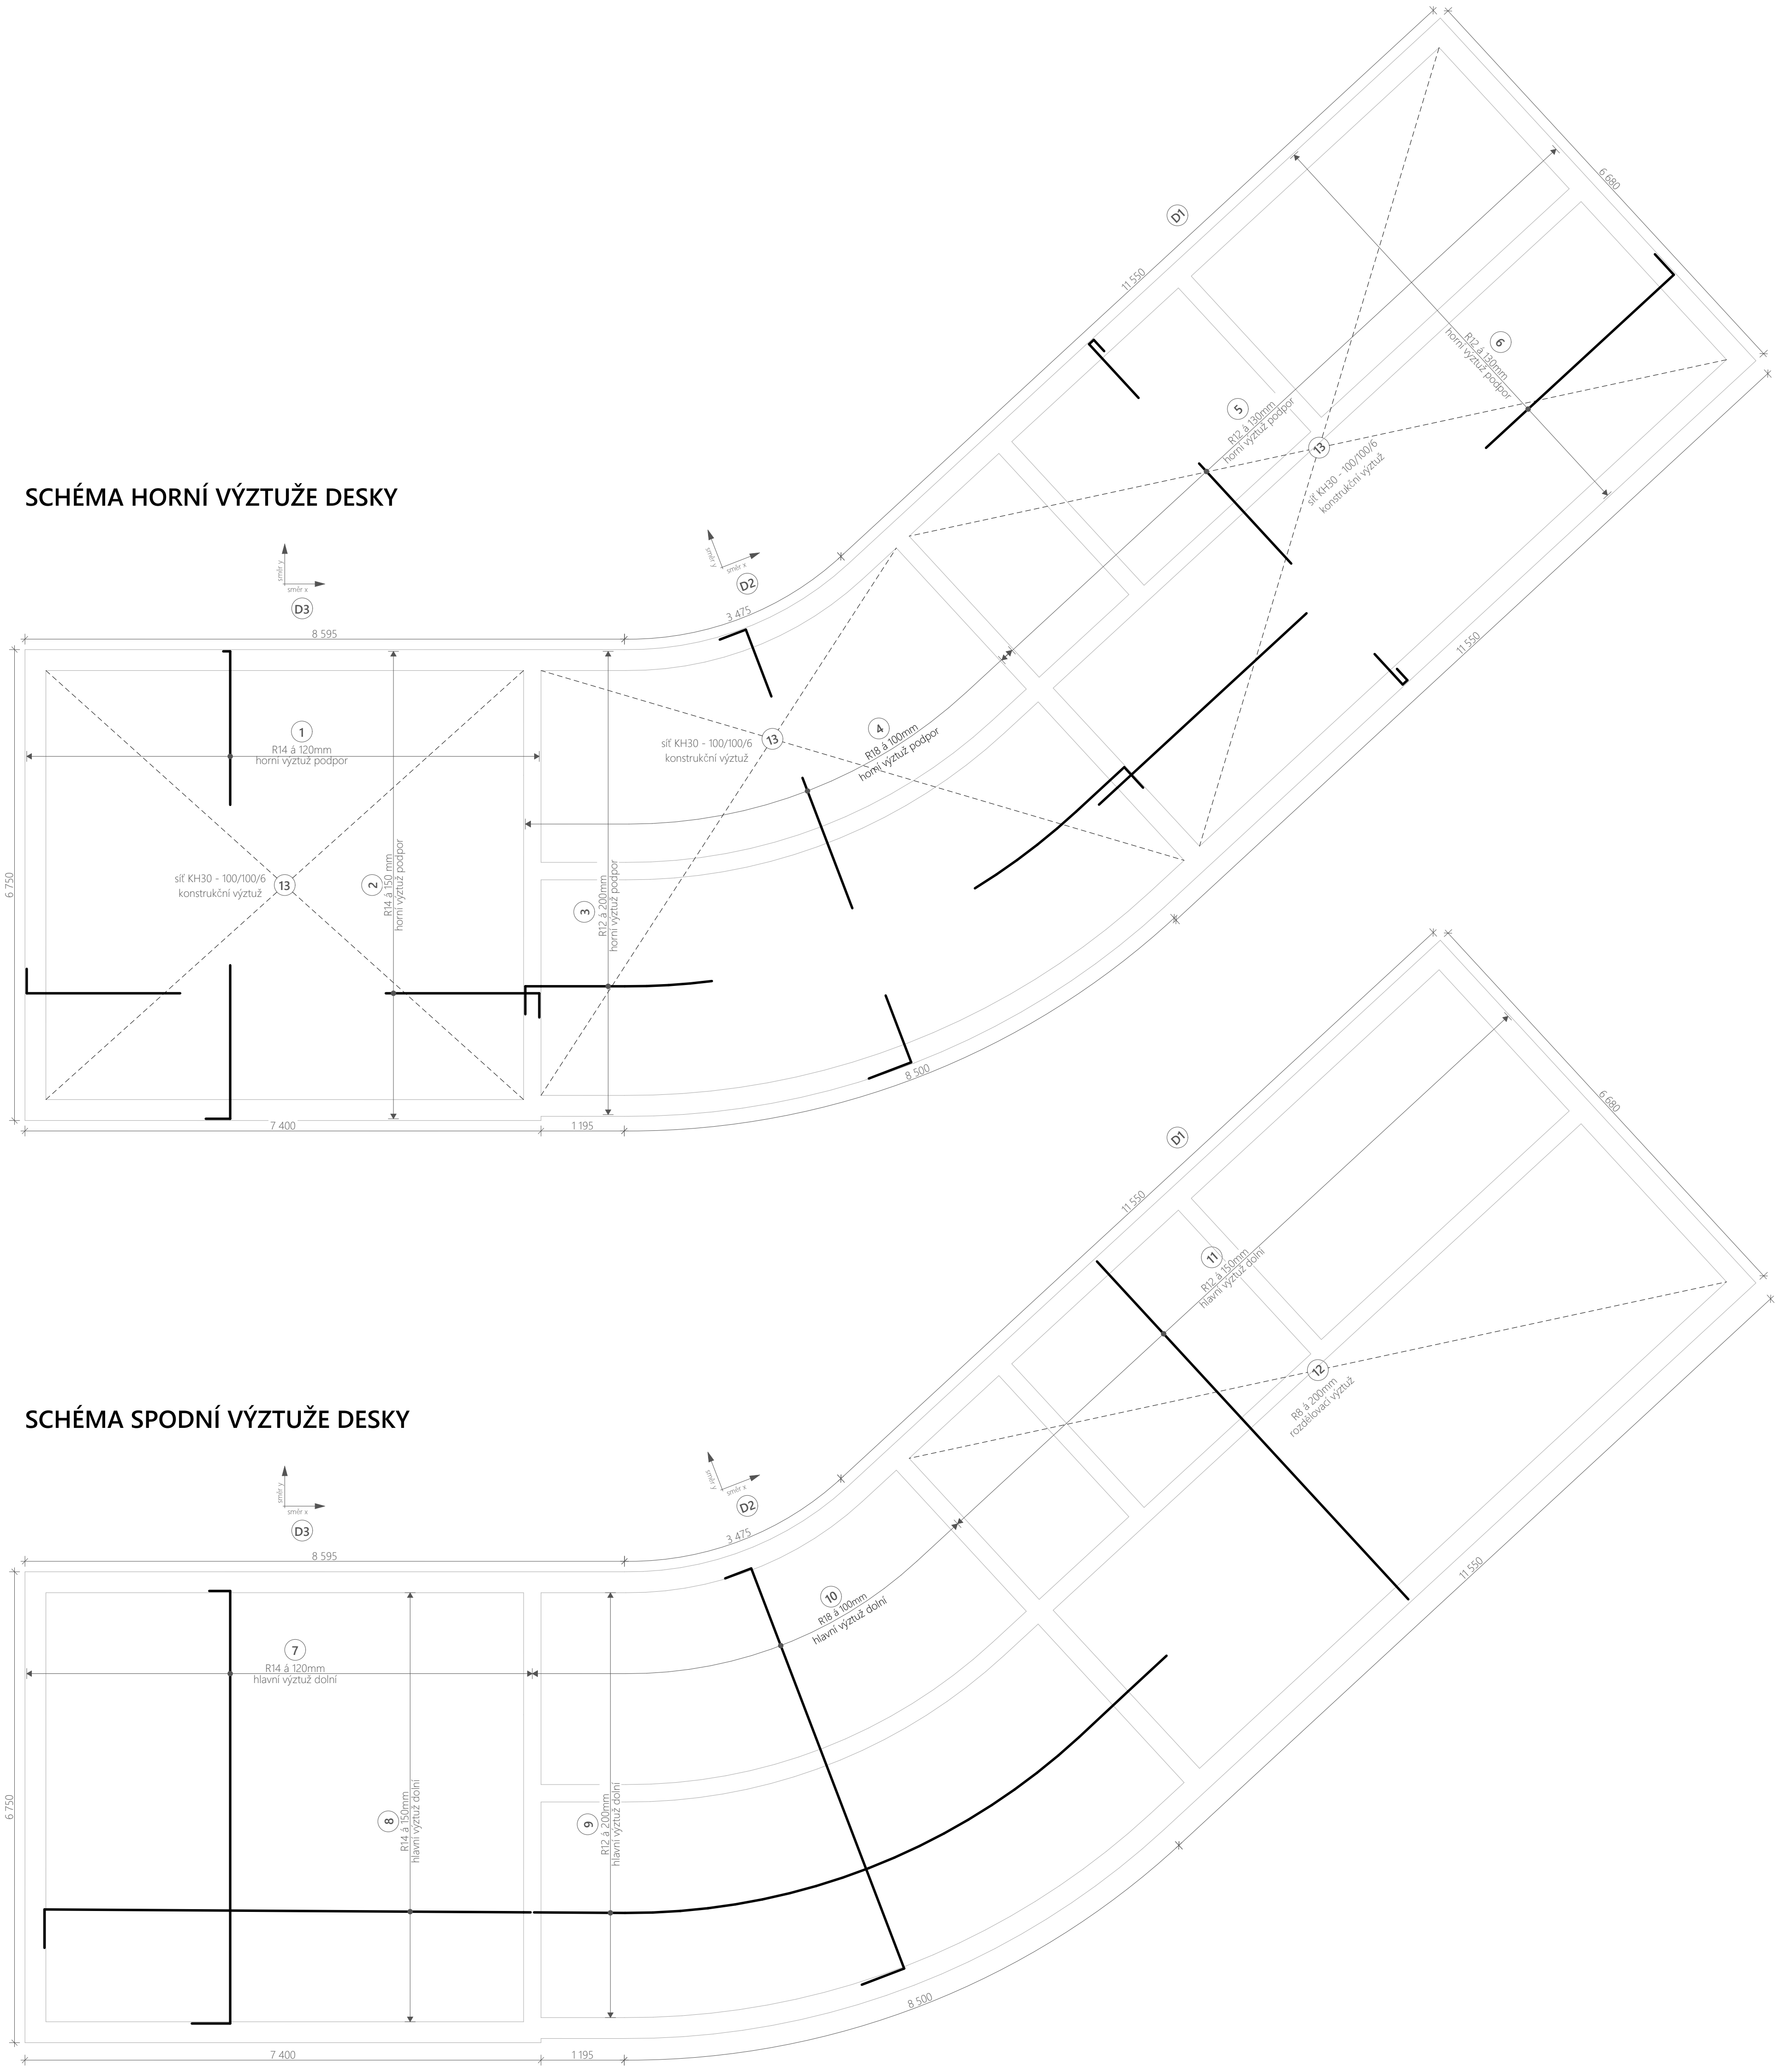 6 680
D1
11 550
6
R12 á 130mm
horní výztuž podpor
5
R12 á 130mm
horní výztuž podpor
13
síť KH30 - 100/100/6
konstrukční výztuž
SCHÉMA HORNÍ VÝZTUŽE DESKY
směr y
směr x
D3
směr y
směr x
D2
3 475
8 595
11 550
1
R14 á 120mm
horní výztuž podpor
4
R18 á 100mm
horní výztuž podpor
síť KH30 - 100/100/6
konstrukční výztuž
13
6 750
síť KH30 - 100/100/6
konstrukční výztuž
13
2
R14 á 150 mm
horní výztuž podpor
3
R12 á 200mm
horní výztuž podpor
8 500
7 400
1 195
6 680
D1
11 550
11
R12 á 150mm
hlavní výztuž dolní
12
R8 á 200mm
rozdělovací výztuž
SCHÉMA SPODNÍ VÝZTUŽE DESKY
směr y
směr x
D3
směr y
směr x
D2
3 475
8 595
11 550
10
R18 á 100mm
hlavní výztuž dolní
7
R14 á 120mm
hlavní výztuž dolní
6 750
8
R14 á 150mm
hlavní výztuž dolní
9
R12 á 200mm
hlavní výztuž dolní
8 500
7 400
1 195